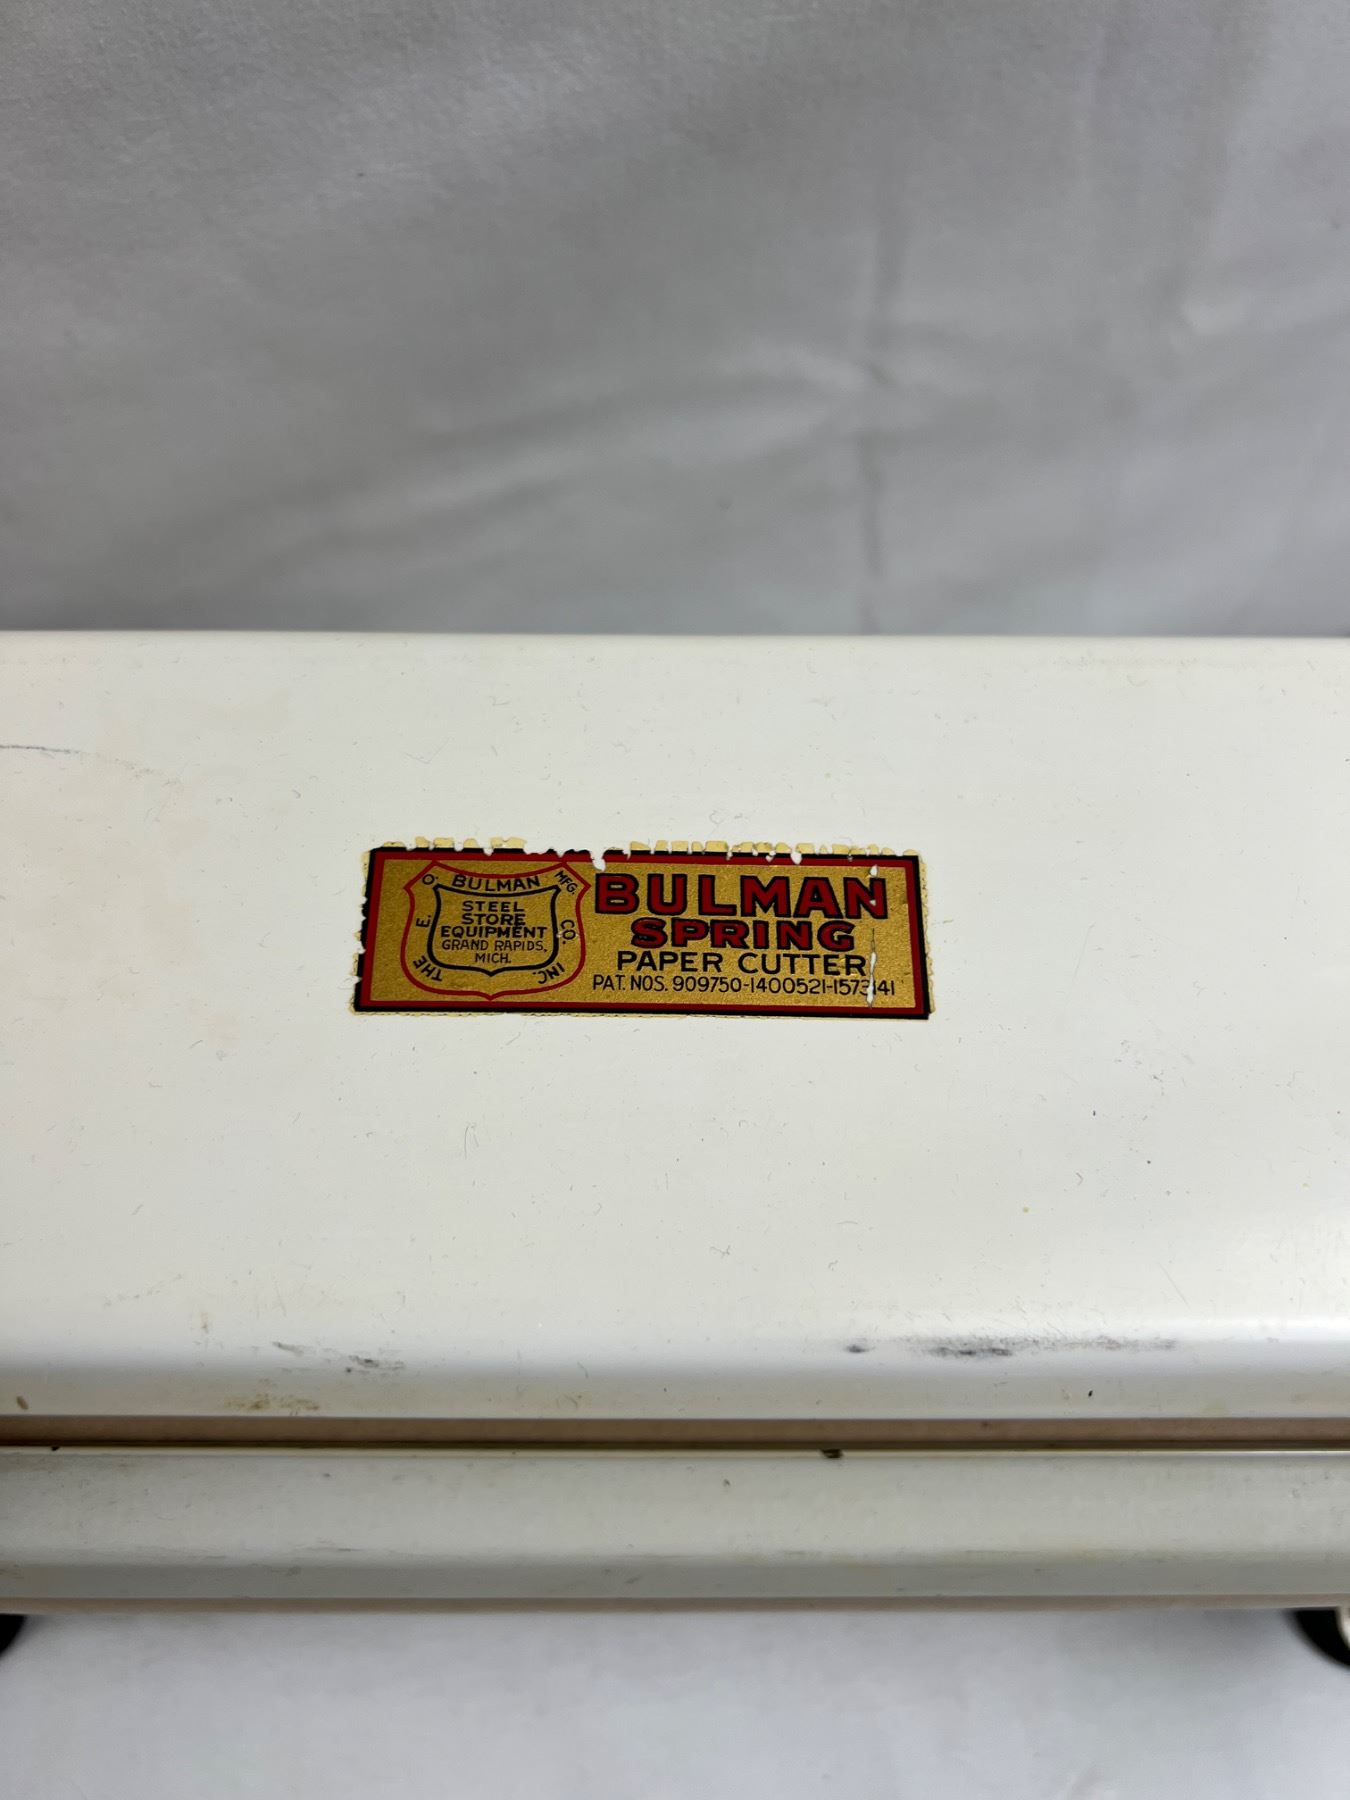 THE E. O. BULMAN MFG. CO. INC.
STEEL
STORE
EQUIPMENT
GRAND RAPIDS,
MICH.
BULMAN
SPRING
PAPER CUTTER
PAT. NOS. 909750-1400521-1573141